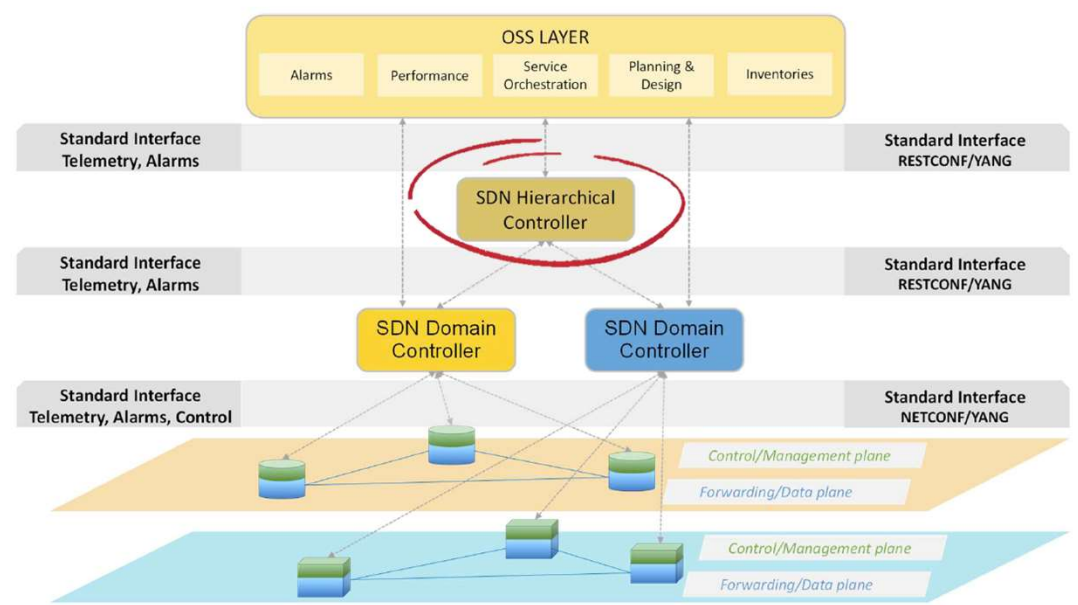 OSS LAYER
Alarms
Performance
Service
Orchestration
Planning &
Design
Inventories
Standard Interface
Telemetry, Alarms
Standard Interface
RESTCONF/YANG
SDN Hierarchical
Controller
Standard Interface
Telemetry, Alarms
Standard Interface
RESTCONF/YANG
SDN Domain
Controller
SDN Domain
Controller
Standard Interface
Telemetry, Alarms, Control
Standard Interface
NETCONF/YANG
Control/Management plane
Forwarding/Data plane
Control/Management plane
Forwarding/Data plane